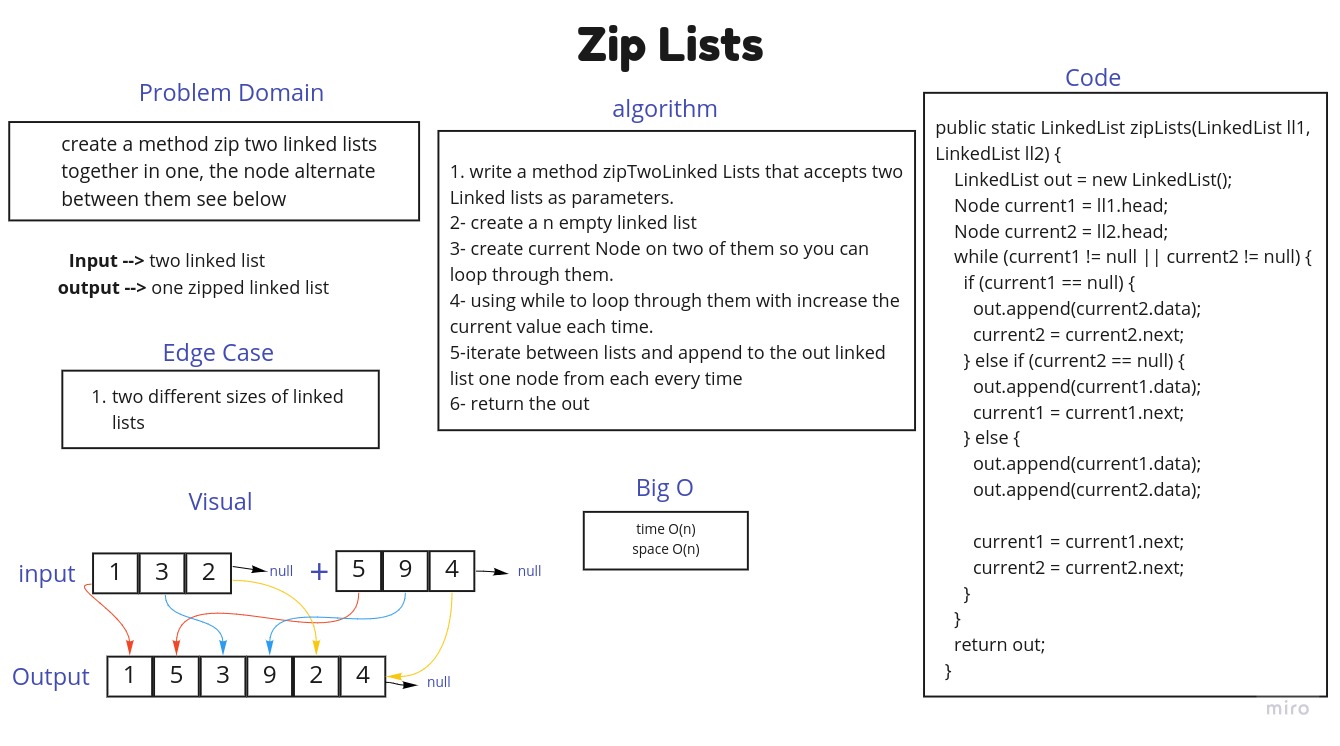 Zip Lists
Problem Domain
create a method zip two linked lists
together in one, the node alternate
between them see below
Input --> two linked list
output --> one zipped linked list
Edge Case
1. two different sizes of linked
lists
algorithm
1. write a method zipTwoLinked Lists that accepts two
Linked lists as parameters.
2- create a n empty linked list
3- create current Node on two of them so you can
loop through them.
4- using while to loop through them with increase the
current value each time.
5-iterate between lists and append to the out linked
list one node from each every time
6- return the out
Big O
time O(n)
space O(n)
Visual
input 1 3 2 null + 5 9 4 null
Output 1 5 3 9 2 4 null
Code
public static LinkedList zipLists(LinkedList ll1,
LinkedList ll2) {
LinkedList out = new LinkedList();
Node current1 = ll1.head;
Node current2 = ll2.head;
while (current1 != null || current2 != null) {
if (current1 == null) {
out.append(current2.data);
current2 = current2.next;
} else if (current2 == null) {
out.append(current1.data);
current1 = current1.next;
} else {
out.append(current1.data);
out.append(current2.data);
current1 = current1.next;
current2 = current2.next;
}
}
return out;
}
miro